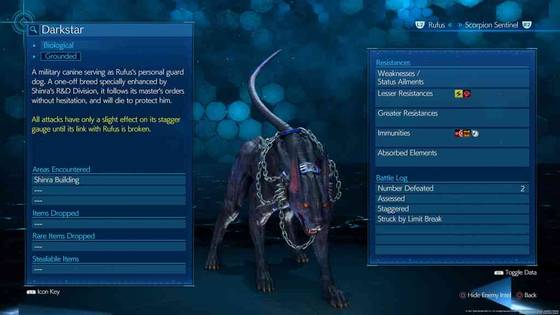 L2 Rufus « » Scorpion Sentinel R2
Darkstar
Biological
Grounded
A military canine serving as Rufus's personal guard
dog. A one-off breed specially enhanced by
Shinra's R&D Division, it follows its master's orders
without hesitation, and will die to protect him.
All attacks have only a slight effect on its stagger
gauge until its link with Rufus is broken.
Areas Encountered
Shinra Building
----
----
Items Dropped
----
Rare Items Dropped
----
Stealable Items
----
Icon Key
Resistances
Weaknesses /
Status Ailments
Lesser Resistances
Greater Resistances
Immunities
Absorbed Elements
Battle Log
Number Defeated 2
Assessed
Staggered
Struck by Limit Break
Toggle Data
Hide Enemy Intel
Back